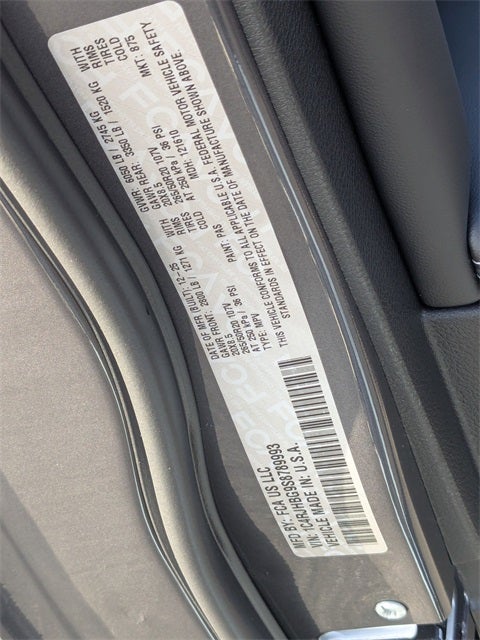 MFD BY: FCA US LLC
VIN: 1C4RJHBG9S8789993
VEHICLE MADE IN: U.S.A.
DATE OF MFR (BUILT): 12-25
GAWR FRONT: 2800 LB / 1271 KG WITH
20X8.5 RIMS
265/50R20 107V TIRES
AT 250 kPa / 36 PSI COLD
TYPE: MPV PAINT: PAS
THIS VEHICLE CONFORMS TO ALL APPLICABLE U.S.A. FEDERAL MOTOR VEHICLE SAFETY
STANDARDS IN EFFECT ON THE DATE OF MANUFACTURE SHOWN ABOVE.
GVWR: 6050 LB / 2745 KG
GAWR REAR: 3350 LB / 1520 KG WITH
20X8.5 RIMS
265/50R20 107V TIRES
AT 250 kPa / 36 PSI COLD
MDH: 121610 MKT: 875